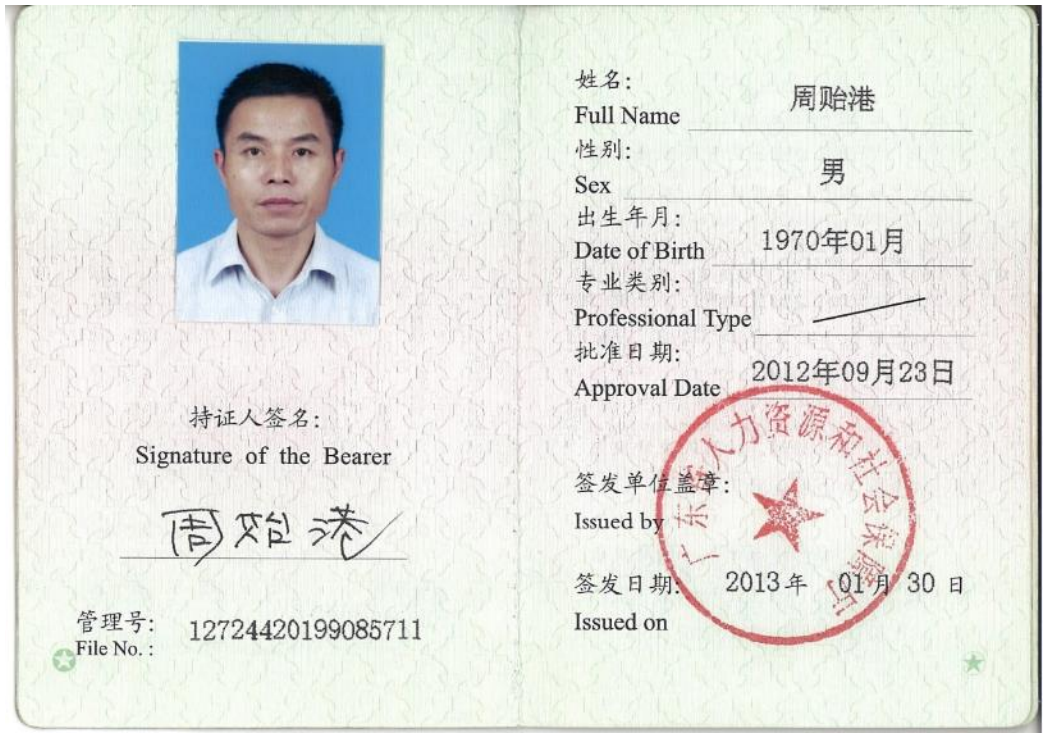 持证人签名:
Signature of the Bearer
周贻港
管理号:
File No. :
12724420199085711
姓名:
Full Name
周贻港
性别:
Sex
男
出生年月:
Date of Birth
1970年01月
专业类别:
Professional Type
批准日期:
Approval Date
2012年09月23日
签发单位盖章:
Issued by
广东省人力资源和社会保障厅
签发日期:
Issued on
2013年 01月 30日